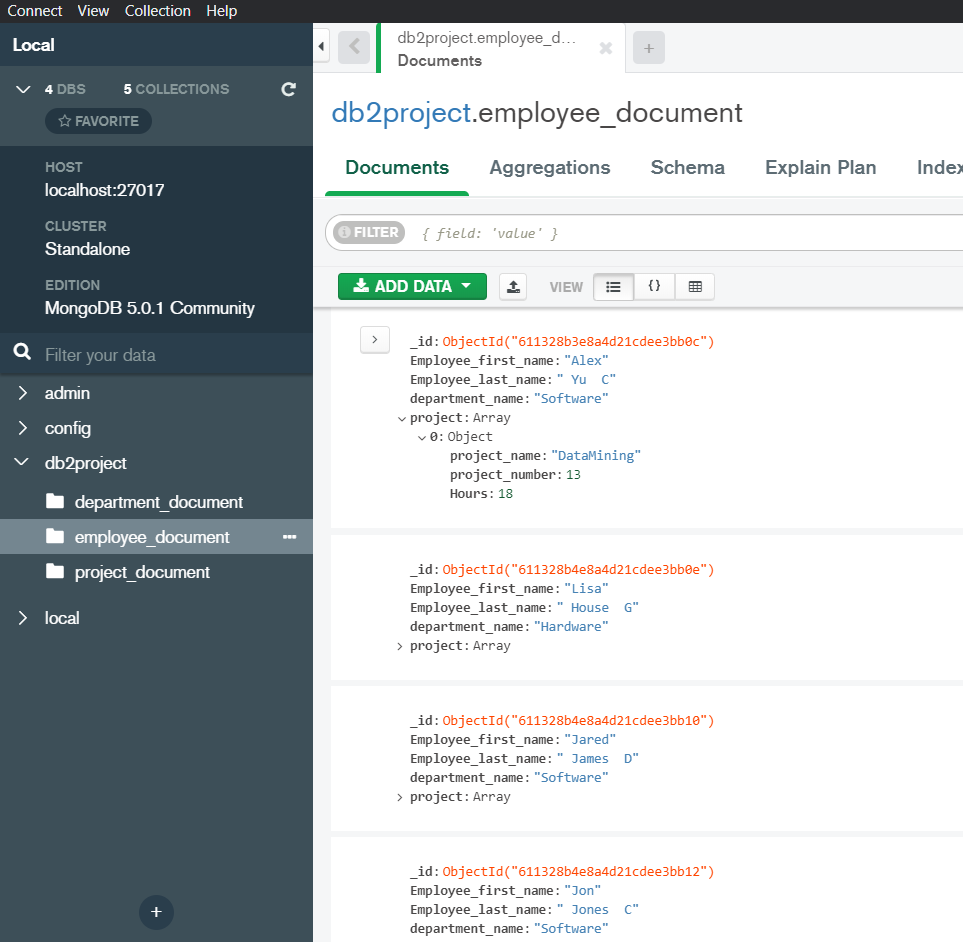 Connect View Collection Help
Local
4 DBS 5 COLLECTIONS
FAVORITE
HOST
localhost:27017
CLUSTER
Standalone
EDITION
MongoDB 5.0.1 Community
Filter your data
admin
config
db2project
department_document
employee_document
project_document
local
db2project.employee_d...
Documents
db2project.employee_document
Documents Aggregations Schema Explain Plan Index
FILTER { field: 'value' }
ADD DATA VIEW {}
_id: ObjectId("611328b3e8a4d21cdee3bb0c")
Employee_first_name: "Alex"
Employee_last_name: " Yu  C"
department_name: "Software"
project: Array
0: Object
project_name: "DataMining"
project_number: 13
Hours: 18
_id: ObjectId("611328b4e8a4d21cdee3bb0e")
Employee_first_name: "Lisa"
Employee_last_name: " House  G"
department_name: "Hardware"
project: Array
_id: ObjectId("611328b4e8a4d21cdee3bb10")
Employee_first_name: "Jared"
Employee_last_name: " James  D"
department_name: "Software"
project: Array
_id: ObjectId("611328b4e8a4d21cdee3bb12")
Employee_first_name: "Jon"
Employee_last_name: " Jones  C"
department_name: "Software"